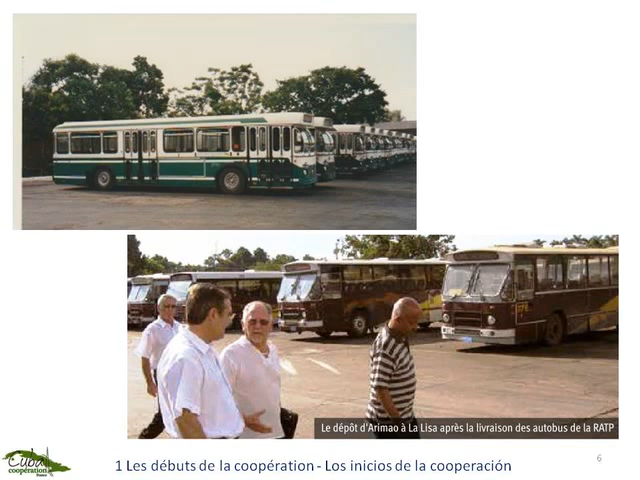 Le dépôt d'Arimao à La Lisa après la livraison des autobus de la RATP
Cuba
coopération
France
1 Les débuts de la coopération - Los inicios de la cooperación
6